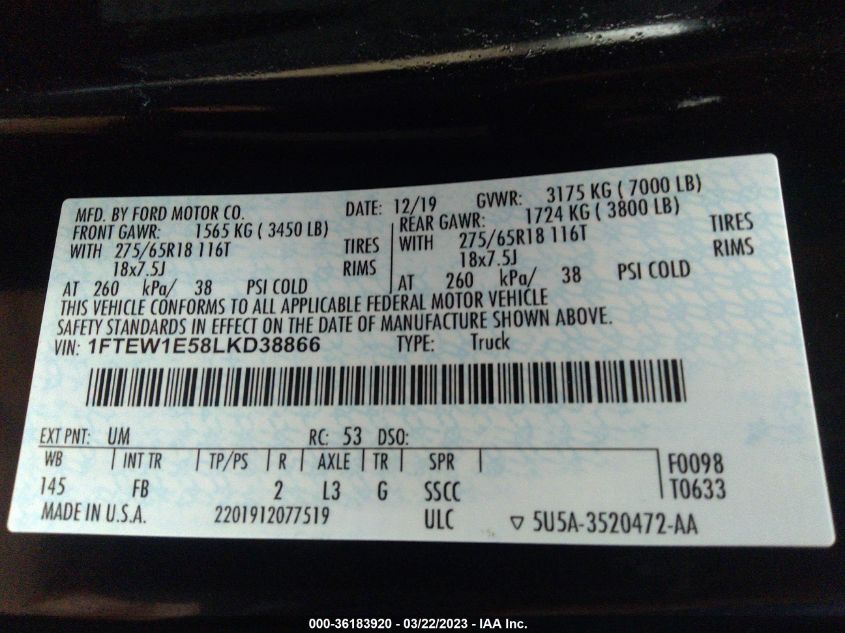 MFD. BY FORD MOTOR CO. DATE: 12/19 GVWR: 3175 KG ( 7000 LB)
FRONT GAWR: 1565 KG ( 3450 LB) REAR GAWR: 1724 KG ( 3800 LB)
WITH 275/65R18 116T TIRES WITH 275/65R18 116T TIRES
18x7.5J RIMS 18x7.5J RIMS
AT 260 kPa/ 38 PSI COLD AT 260 kPa/ 38 PSI COLD
THIS VEHICLE CONFORMS TO ALL APPLICABLE FEDERAL MOTOR VEHICLE
SAFETY STANDARDS IN EFFECT ON THE DATE OF MANUFACTURE SHOWN ABOVE.
VIN: 1FTEW1E58LKD38866 TYPE: Truck
EXT PNT: UM RC: 53 DSO:
WB INT TR TP/PS R AXLE TR SPR F0098
145 FB 2 L3 G SSCC T0633
MADE IN U.S.A. 2201912077519 ULC ▽ 5U5A-3520472-AA
000-36183920 - 03/22/2023 - IAA Inc.